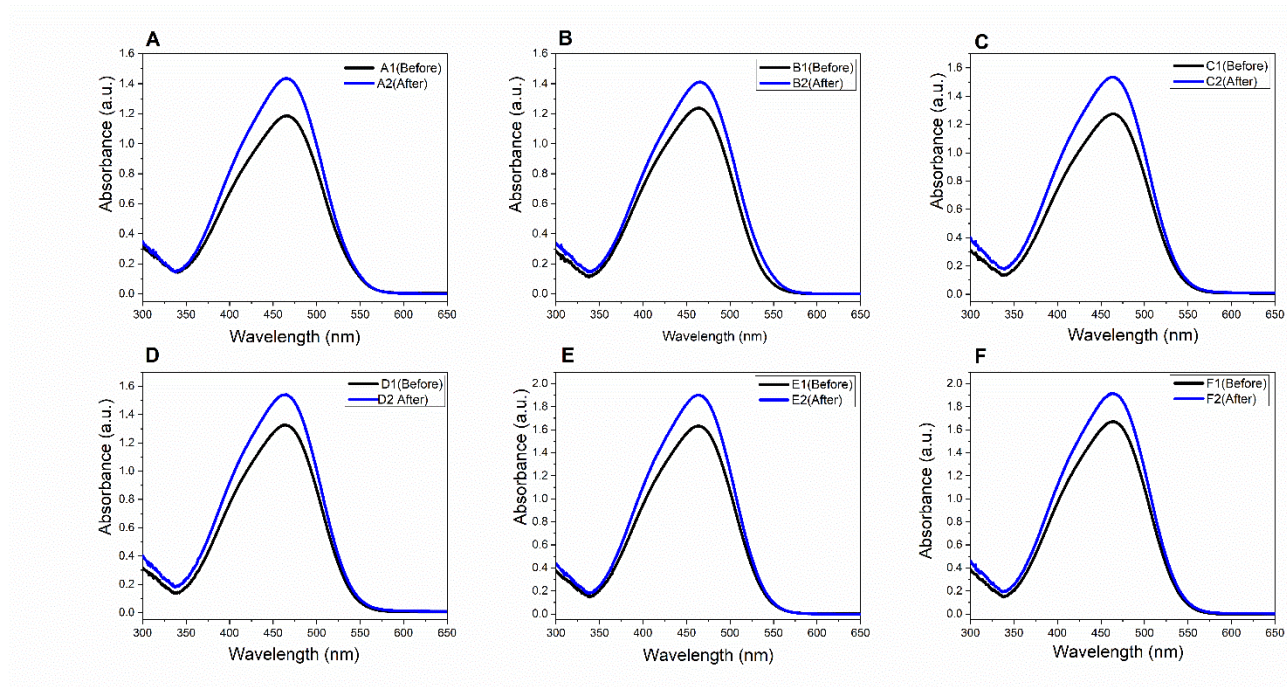 A
A1(Before)
A2(After)
Absorbance (a.u.)
1.6
1.4
1.2
1.0
0.8
0.6
0.4
0.2
0.0
300 350 400 450 500 550 600 650
Wavelength (nm)
B
B1(Before)
B2(After)
Absorbance (a.u.)
1.6
1.4
1.2
1.0
0.8
0.6
0.4
0.2
0.0
300 350 400 450 500 550 600 650
Wavelength (nm)
C
C1(Before)
C2(After)
Absorbance (a.u.)
1.6
1.4
1.2
1.0
0.8
0.6
0.4
0.2
0.0
300 350 400 450 500 550 600 650
Wavelength (nm)
D
D1(Before)
D2 After)
Absorbance (a.u.)
1.6
1.4
1.2
1.0
0.8
0.6
0.4
0.2
0.0
300 350 400 450 500 550 600 650
Wavelength (nm)
E
E1(Before)
E2(After)
Absorbance (a.u.)
2.0
1.8
1.6
1.4
1.2
1.0
0.8
0.6
0.4
0.2
0.0
300 350 400 450 500 550 600 650
Wavelength (nm)
F
F1(Before)
F2(After)
Absorbance (a.u.)
2.0
1.8
1.6
1.4
1.2
1.0
0.8
0.6
0.4
0.2
0.0
300 350 400 450 500 550 600 650
Wavelength (nm)